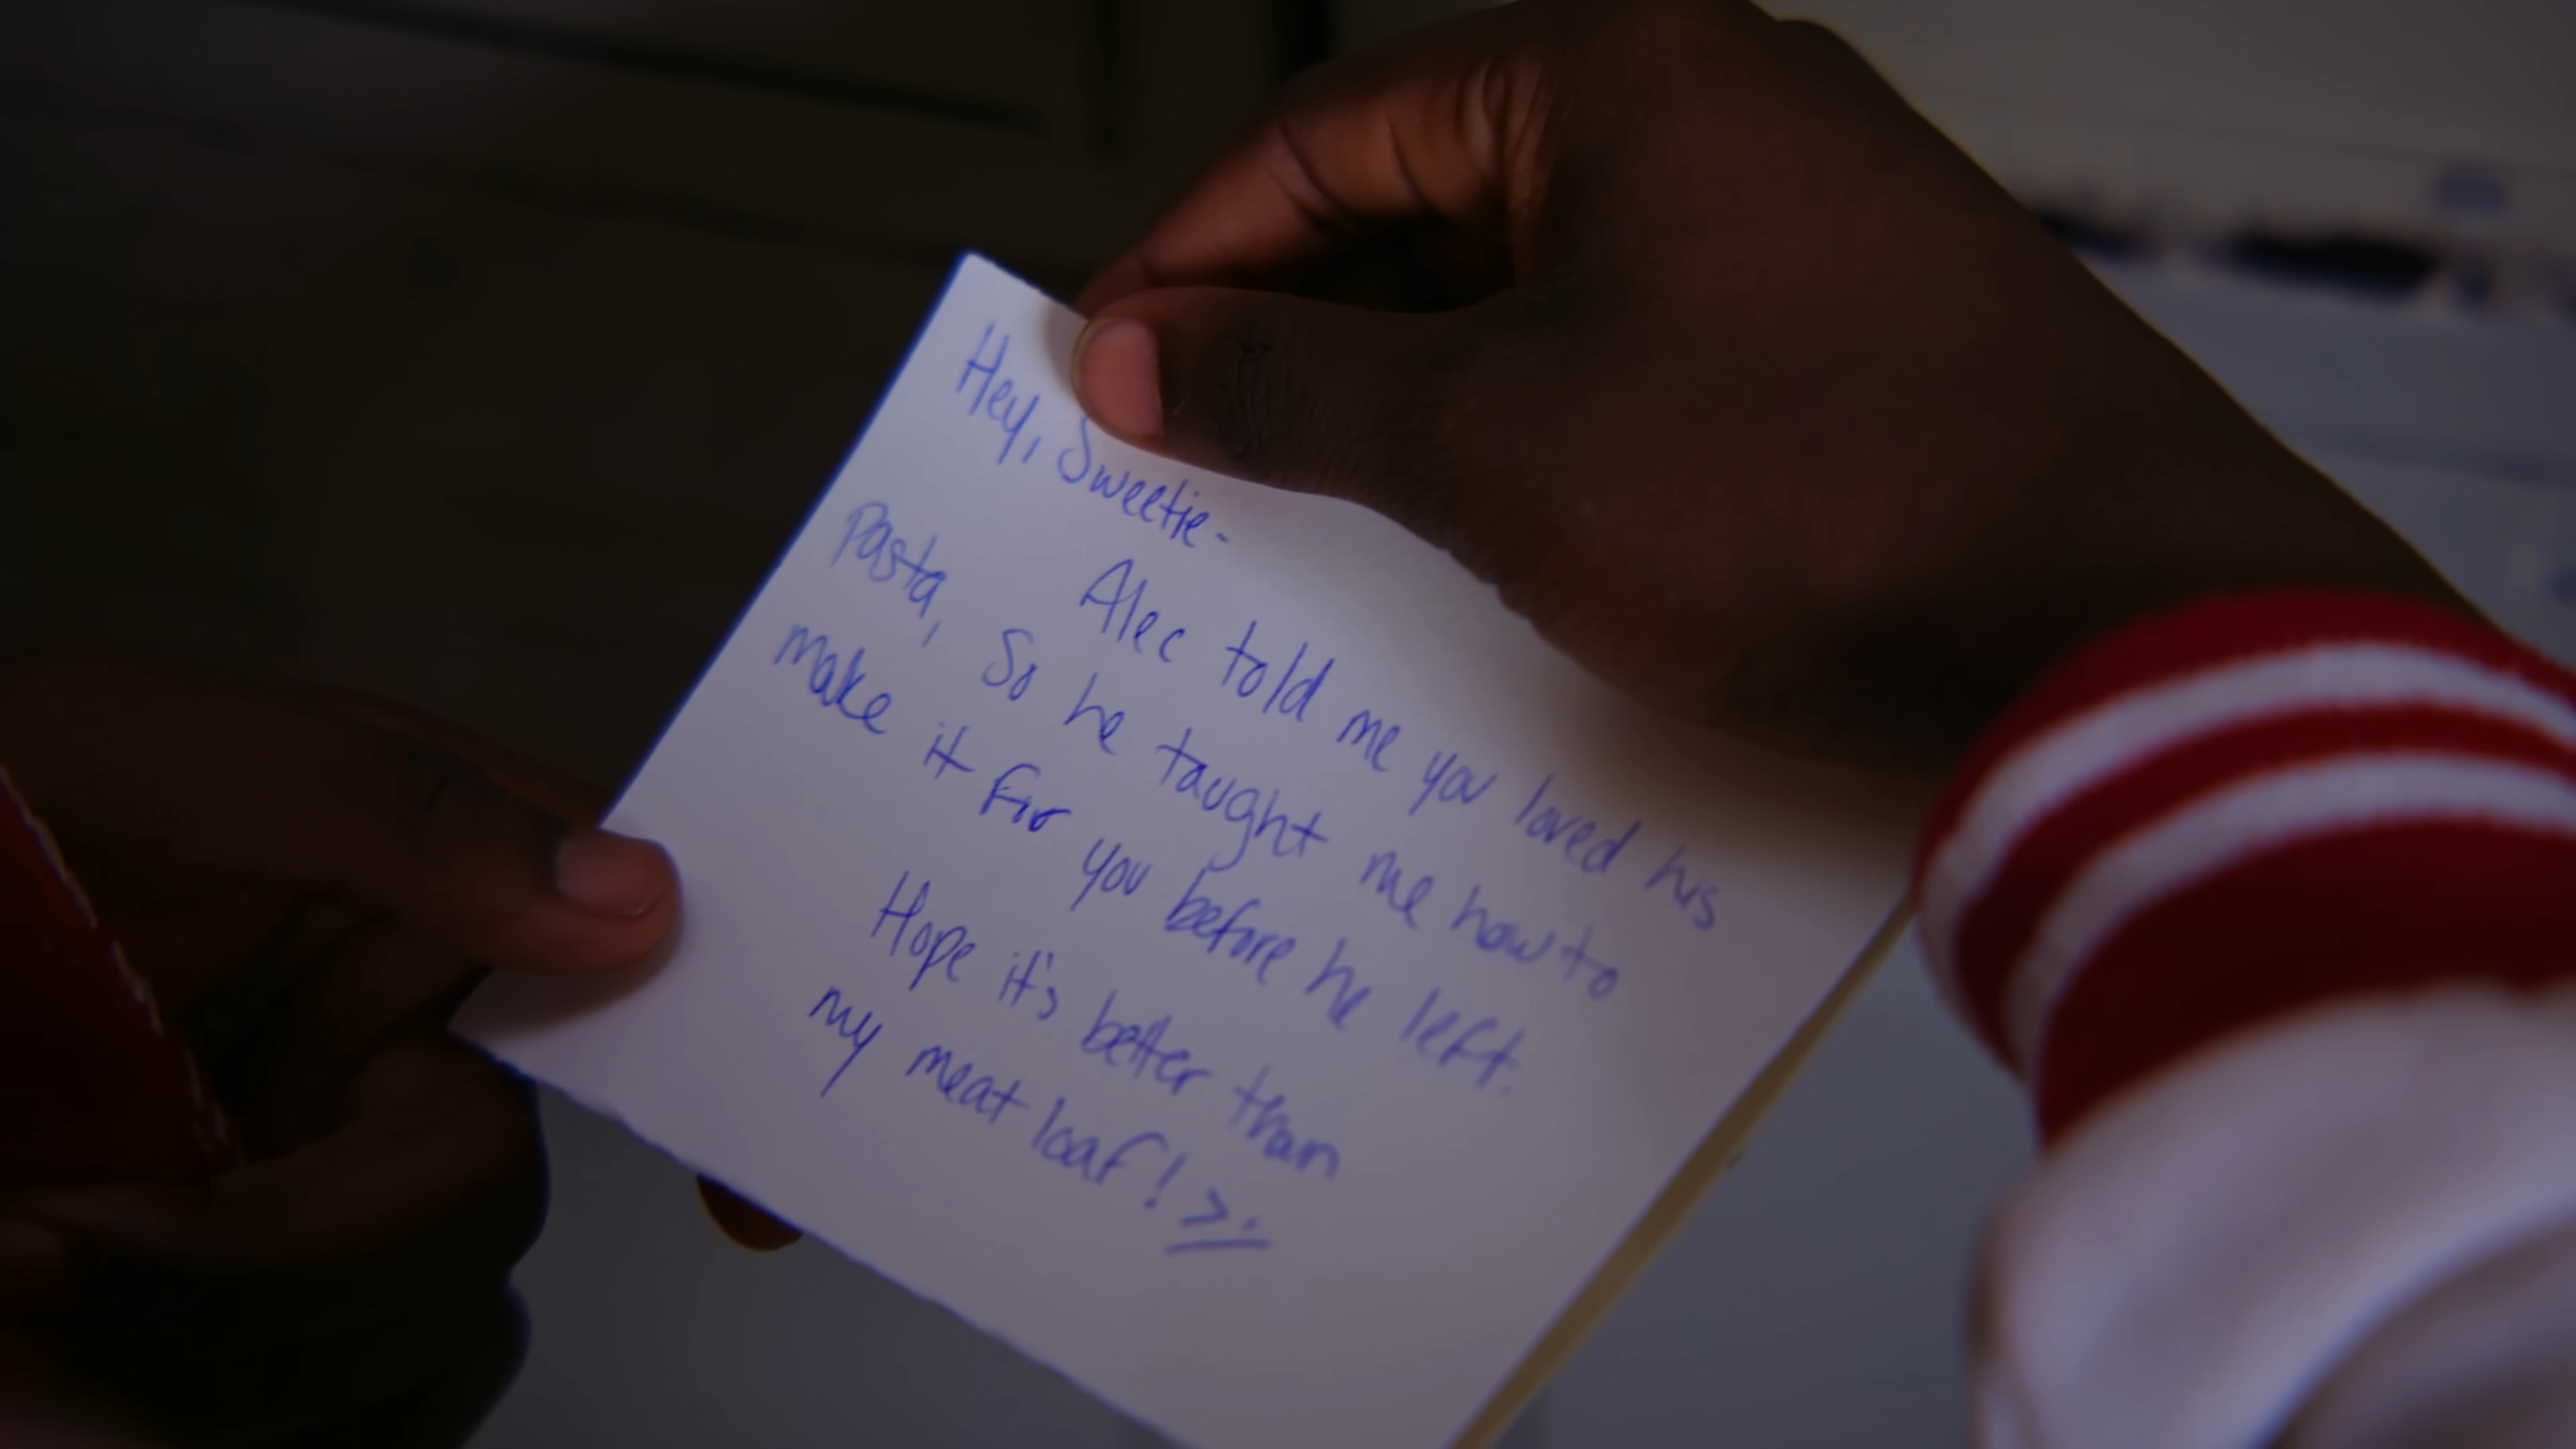 Hey, Sweetie-
Alec told me you loved his
pasta, so he taught me how to
make it for you before he left.
Hope it's better than
my meat loaf!